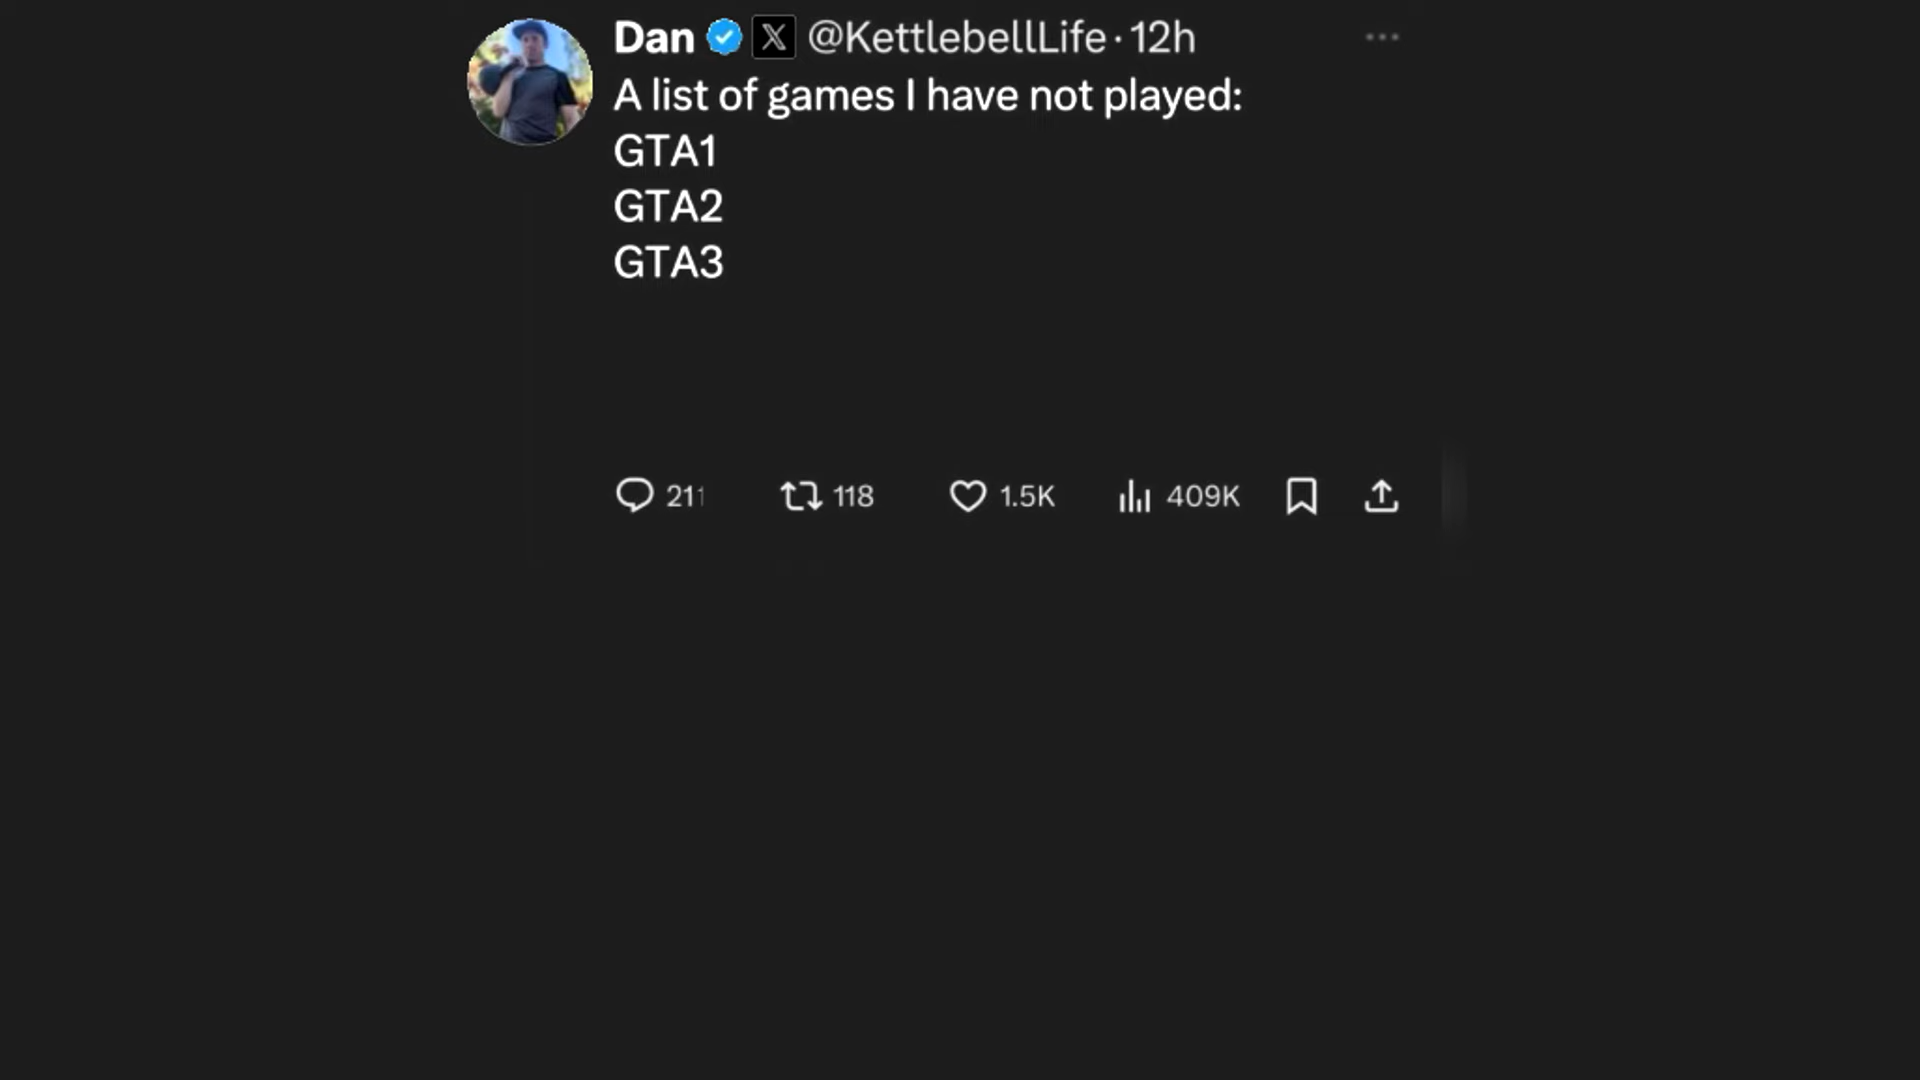 Dan @KettlebellLife · 12h
A list of games I have not played:
GTA1
GTA2
GTA3
211 118 1.5K 409K